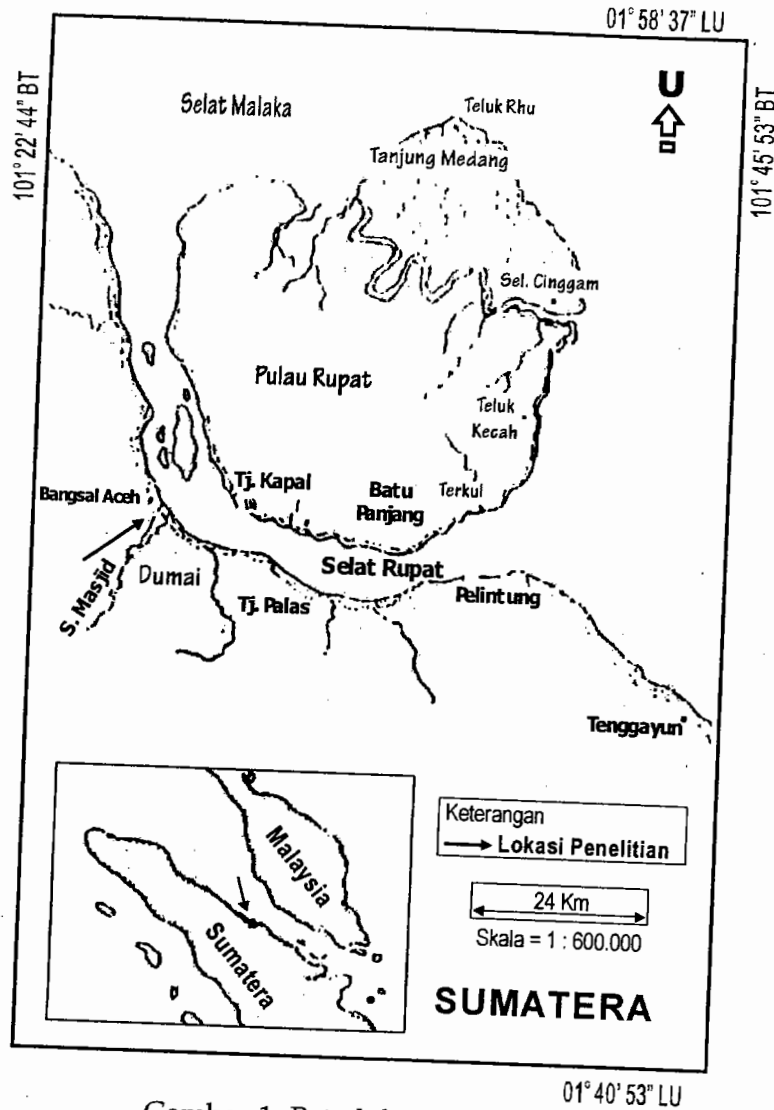 01° 58' 37" LU
101° 22' 44" BT
101° 45' 53" BT
U
Selat Malaka
Teluk Rhu
Tanjung Medang
Sel. Cinggam
Pulau Rupat
Teluk
Kecah
Tj. Kapal
Batu
Panjang
Terkul
Bangsal Aceh
Selat Rupat
S. Masjid
Dumai
Tj. Palas
Pelintung
Tenggayun
Malaysia
Sumatera
Keterangan
Lokasi Penelitian
24 Km
Skala = 1 : 600.000
SUMATERA
01° 40' 53" LU
Gambar 1.